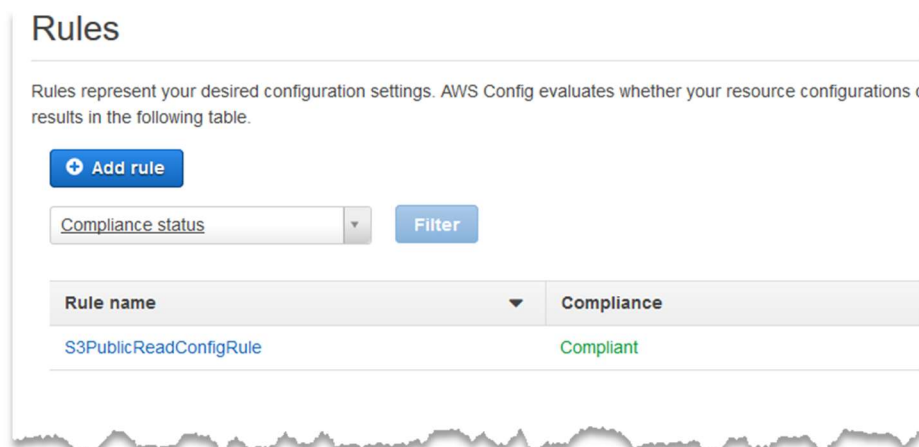 Rules
Rules represent your desired configuration settings. AWS Config evaluates whether your resource configurations
results in the following table.
Add rule
Compliance status
Filter
Rule name
Compliance
S3PublicReadConfigRule
Compliant